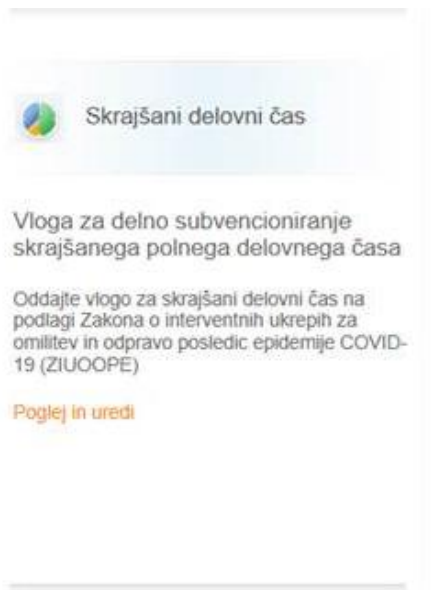 Skrajšani delovni čas
Vloga za delno subvencioniranje
skrajšanega polnega delovnega časa
Oddajte vlogo za skrajšani delovni čas na
podlagi Zakona o interventnih ukrepih za
omilitev in odpravo posledic epidemije COVID-
19 (ZIUOOPE)
Poglej in uredi